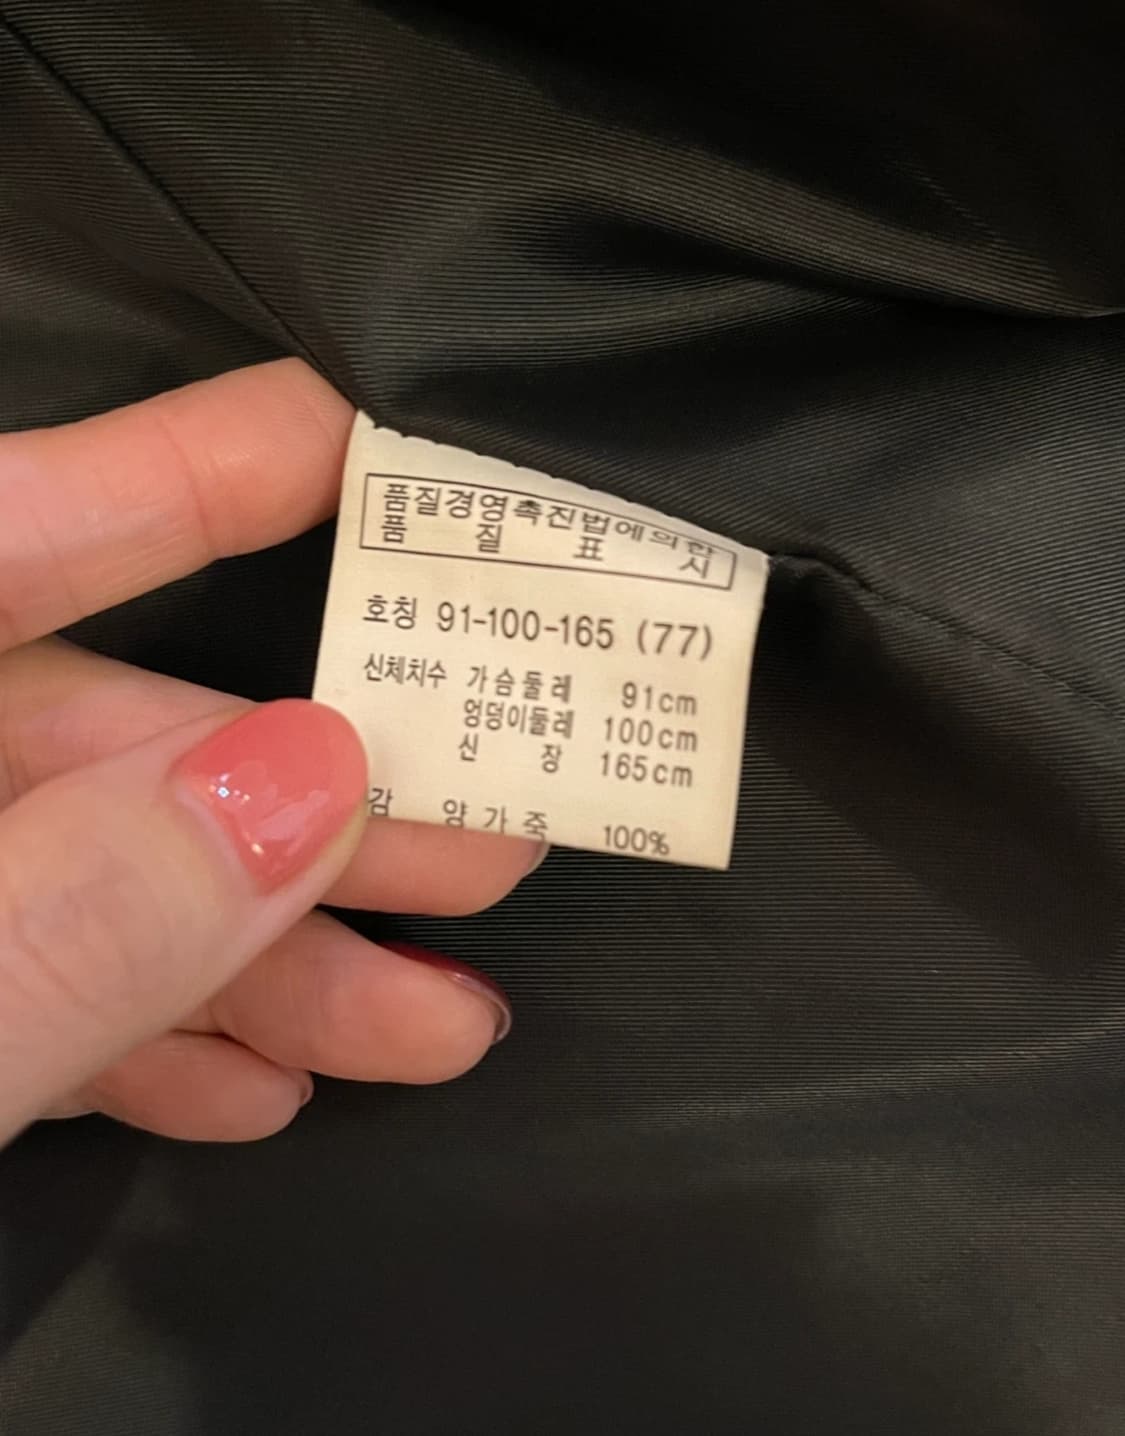 품질경영촉진법에의한
품 질 표 시
호칭 91-100-165 (77)
신체치수 가슴둘레 91cm
엉덩이둘레 100cm
신 장 165cm
감 양가죽 100%